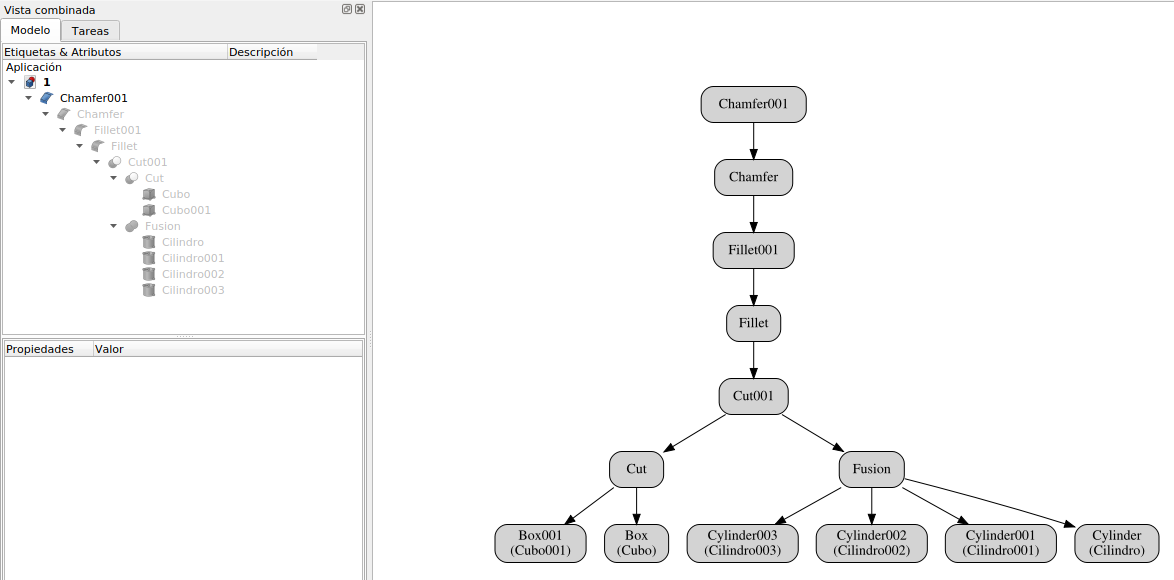 Vista combinada
Modelo Tareas
Etiquetas & Atributos Descripción
Aplicación
1
Chamfer001
Chamfer
Fillet001
Fillet
Cut001
Cut
Cubo
Cubo001
Fusion
Cilindro
Cilindro001
Cilindro002
Cilindro003
Propiedades Valor
Chamfer001
Chamfer
Fillet001
Fillet
Cut001
Cut
Fusion
Box001
(Cubo001)
Box
(Cubo)
Cylinder003
(Cilindro003)
Cylinder002
(Cilindro002)
Cylinder001
(Cilindro001)
Cylinder
(Cilindro)